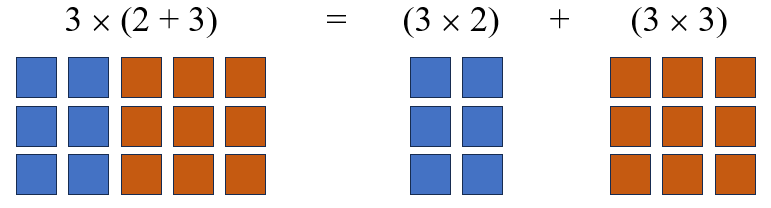 3 × (2 + 3) = (3 × 2) + (3 × 3)